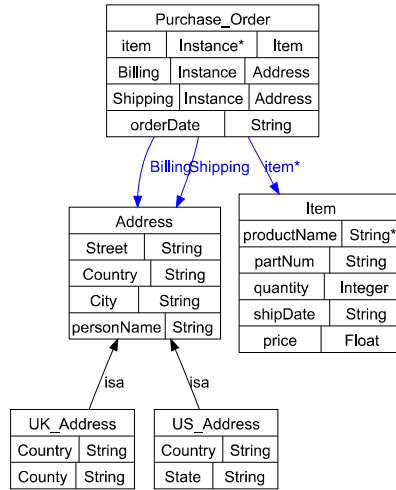 Purchase_Order
item Instance* Item
Billing Instance Address
Shipping Instance Address
orderDate String
Billing Shipping item*
Address
Street String
Country String
City String
personName String
Item
productName String*
partNum String
quantity Integer
shipDate String
price Float
isa isa
UK_Address
Country String
County String
US_Address
Country String
State String